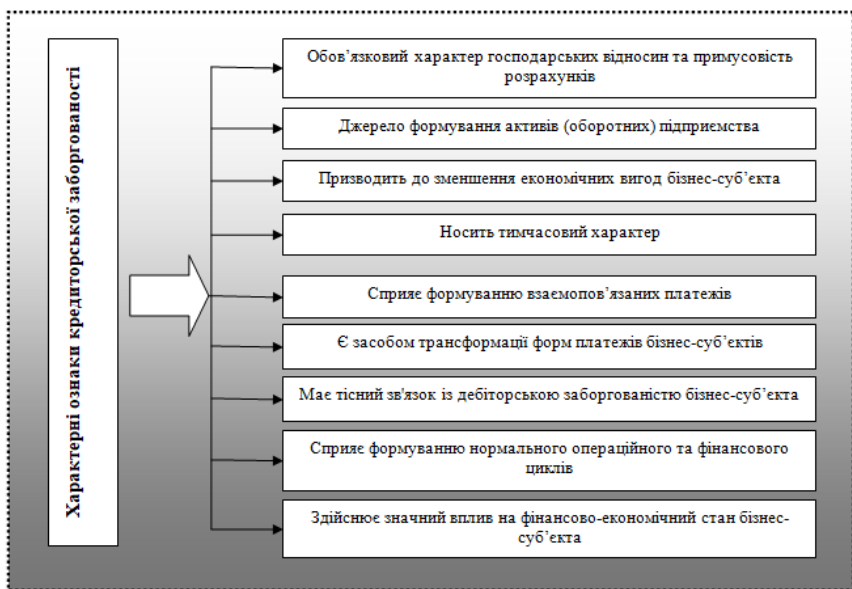 Характерні ознаки кредиторської заборгованості
Обов’язковий характер господарських відносин та примусовість
розрахунків
Джерело формування активів (оборотних) підприємства
Призводить до зменшення економічних вигод бізнес-суб’єкта
Носить тимчасовий характер
Сприяє формуванню взаємопов’язаних платежів
Є засобом трансформації форм платежів бізнес-суб’єктів
Має тісний зв'язок із дебіторською заборгованістю бізнес-суб’єкта
Сприяє формуванню нормального операційного та фінансового
циклів
Здійснює значний вплив на фінансово-економічний стан бізнес-
суб’єкта